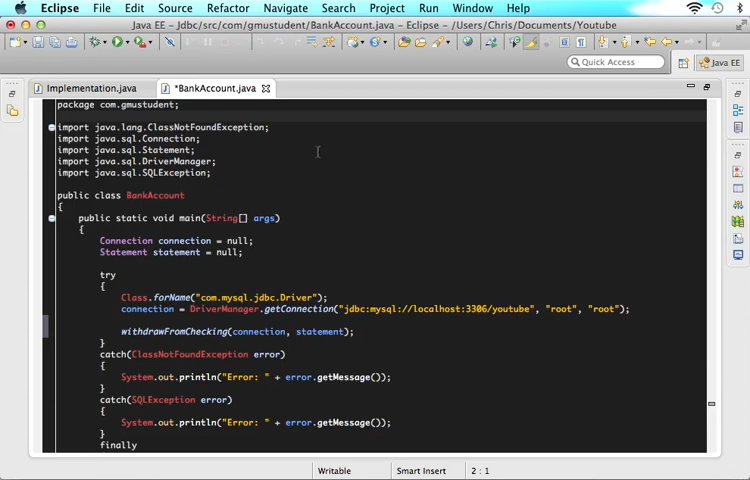 Eclipse File Edit Source Refactor Navigate Search Project Run Window Help
Java EE - Jdbc/src/com/gmustudent/BankAccount.java - Eclipse - /Users/Chris/Documents/Youtube
Quick Access
Java EE
Implementation.java
*BankAccount.java
package com.gmustudent;
import java.lang.ClassNotFoundException;
import java.sql.Connection;
import java.sql.Statement;
import java.sql.DriverManager;
import java.sql.SQLException;
public class BankAccount
{
public static void main(String[] args)
{
Connection connection = null;
Statement statement = null;
try
{
Class.forName("com.mysql.jdbc.Driver");
connection = DriverManager.getConnection("jdbc:mysql://localhost:3306/youtube", "root", "root");
withdrawFromChecking(connection, statement);
}
catch(ClassNotFoundException error)
{
System.out.println("Error: " + error.getMessage());
}
catch(SQLException error)
{
System.out.println("Error: " + error.getMessage());
}
finally
Writable
Smart Insert
2 : 1